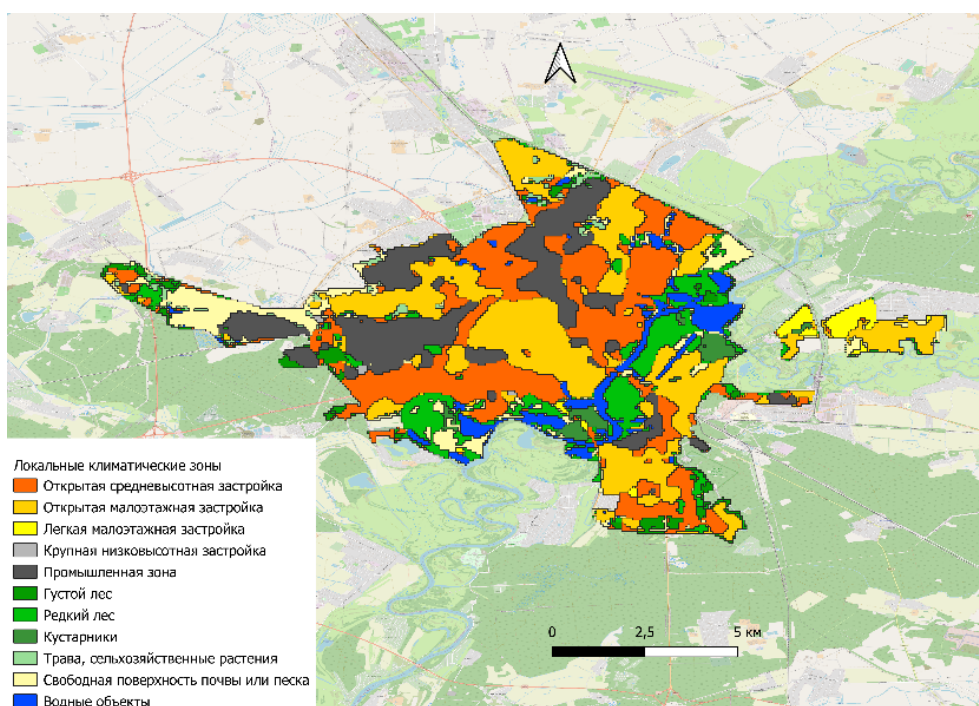 Локальные климатические зоны
Открытая средневысотная застройка
Открытая малоэтажная застройка
Легкая малоэтажная застройка
Крупная низковысотная застройка
Промышленная зона
Густой лес
Редкий лес
Кустарники
Трава, сельхозяйственные растения
Свободная поверхность почвы или песка
Водные объекты
0 2,5 5 км